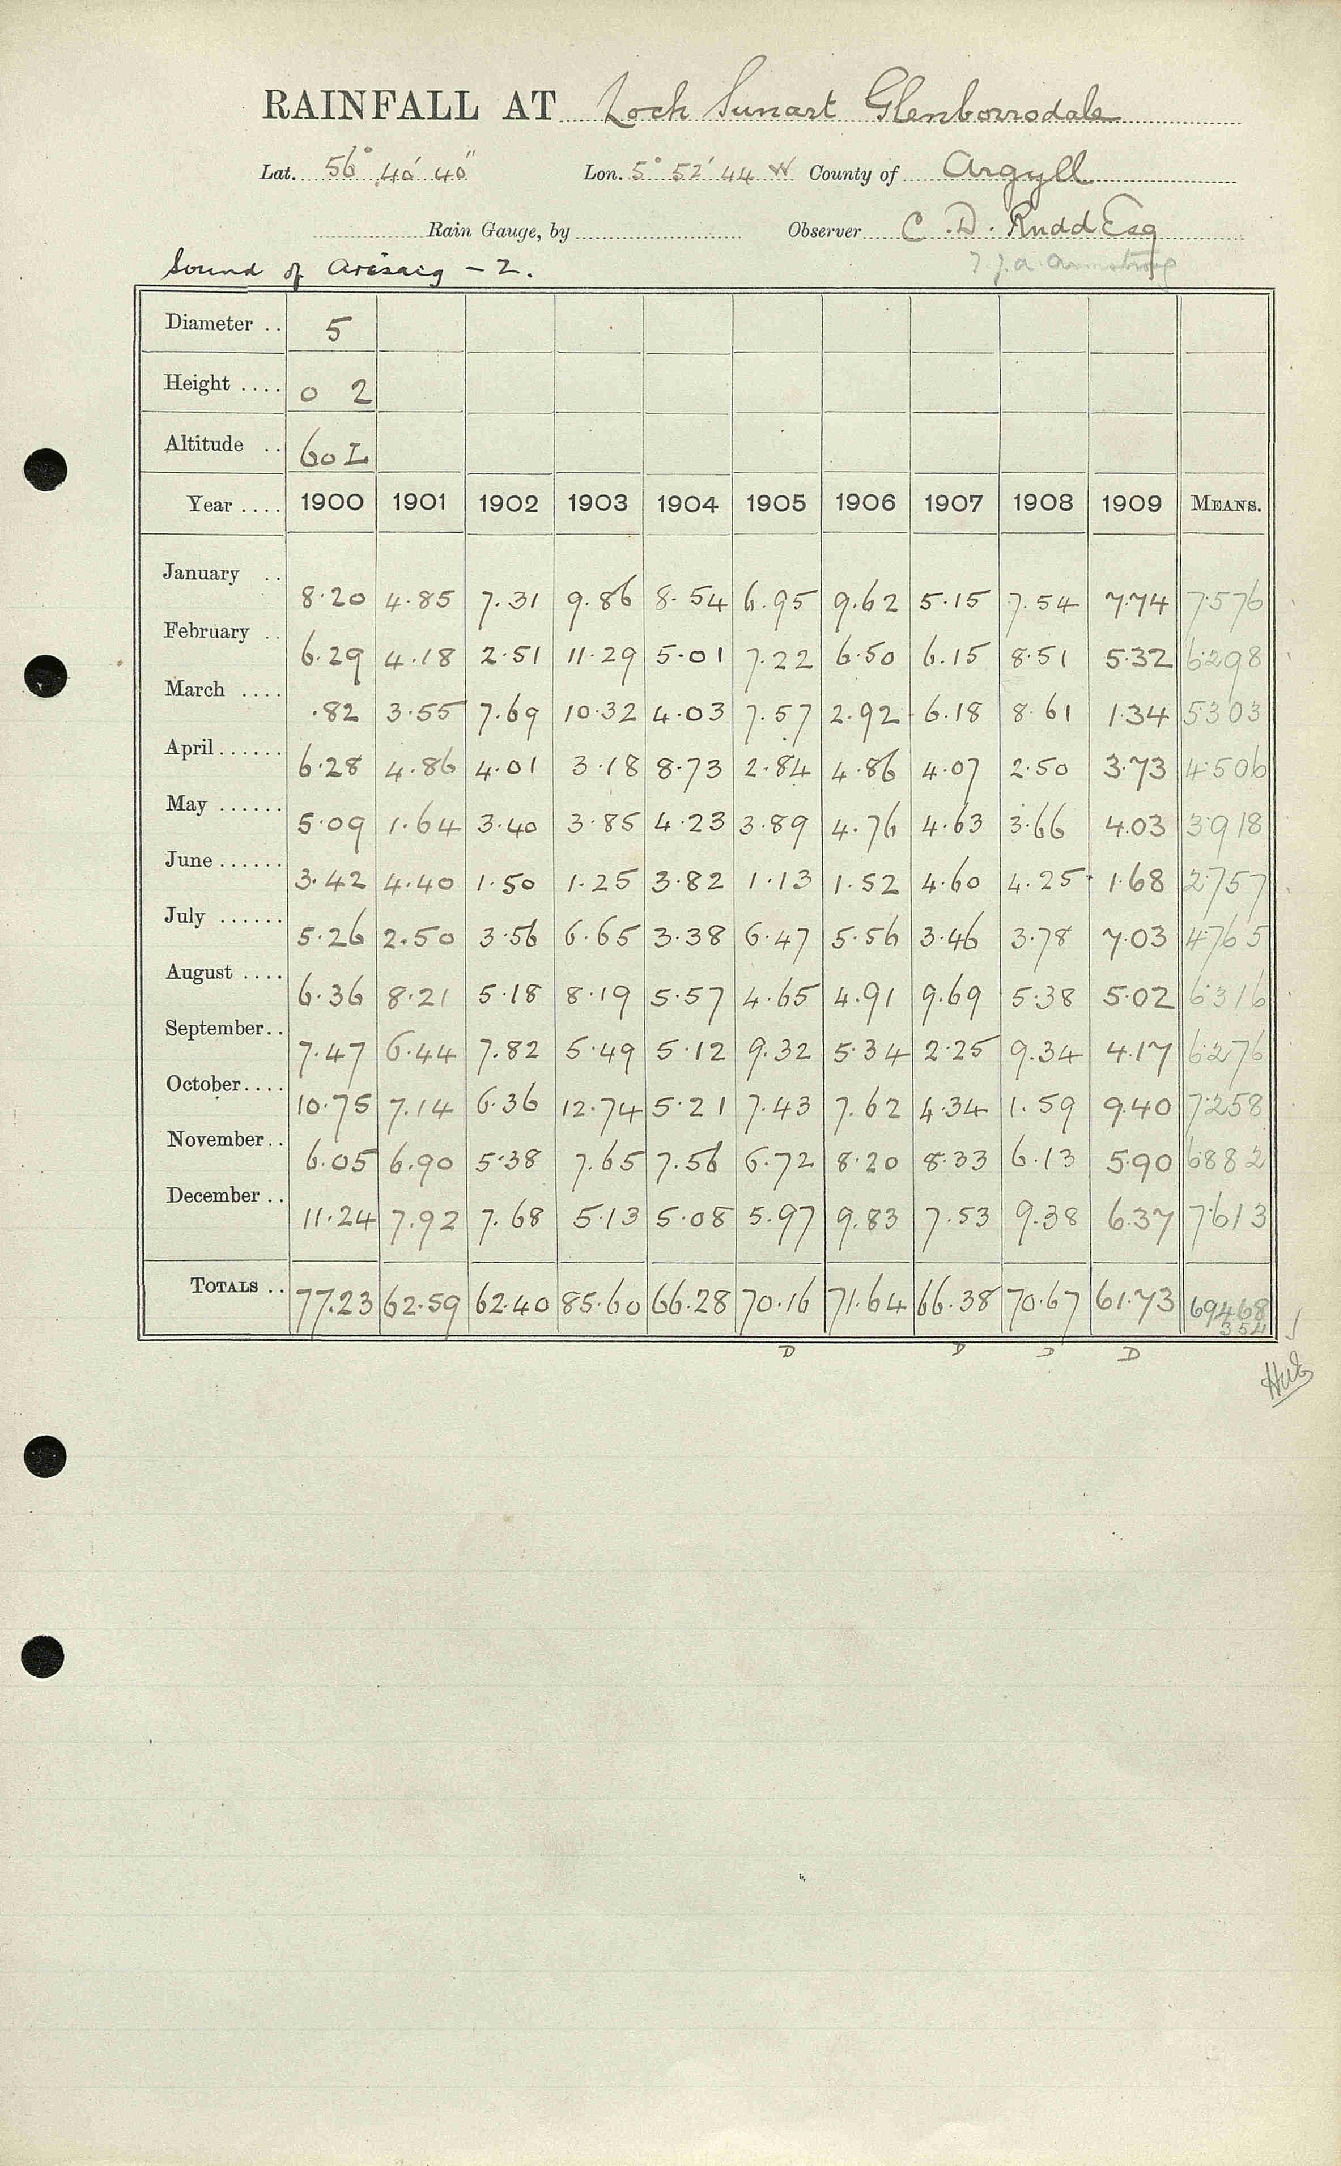 RAINFALL AT Loch Sunart Glenborrodale
Lat. 56° 40' 40" Lon. 5° 52' 44 W County of Argyll
Rain Gauge, by Observer C. D. Rudd Esq
Sound of Arisaig - 2. J.A. Armstrong
Diameter .. 5
Height .... 0 2
Altitude .. 60 L
Year .... 1900 1901 1902 1903 1904 1905 1906 1907 1908 1909 MEANS.
January .. 8.20 4.85 7.31 9.86 8.54 6.95 9.62 5.15 7.54 7.74 7.576
February .. 6.29 4.18 2.51 11.29 5.01 7.22 6.50 6.15 8.51 5.32 6.298
March .... .82 3.55 7.69 10.32 4.03 7.57 2.92 6.18 8.61 1.34 5303
April...... 6.28 4.86 4.01 3.18 8.73 2.84 4.86 4.07 2.50 3.73 4.506
May ...... 5.09 1.64 3.40 3.85 4.23 3.89 4.76 4.63 3.66 4.03 3.918
June ...... 3.42 4.40 1.50 1.25 3.82 1.13 1.52 4.60 4.25 1.68 2.757
July ...... 5.26 2.50 3.56 6.65 3.38 6.47 5.56 3.46 3.78 7.03 4.765
August .... 6.36 8.21 5.18 8.19 5.57 4.65 4.91 9.69 5.38 5.02 6.316
September.. 7.47 6.44 7.82 5.49 5.12 9.32 5.34 2.25 9.34 4.17 6.276
October.... 10.75 7.14 6.36 12.74 5.21 7.43 7.62 4.34 1.59 9.40 7.258
November.. 6.05 6.90 5.38 7.65 7.56 6.72 8.20 8.33 6.13 5.90 6882
December .. 11.24 7.92 7.68 5.13 5.08 5.97 9.83 7.53 9.38 6.37 7.613
TOTALS .. 77.23 62.59 62.40 85.60 66.28 70.16 71.64 66.38 70.67 61.73 69468
354
D D D D